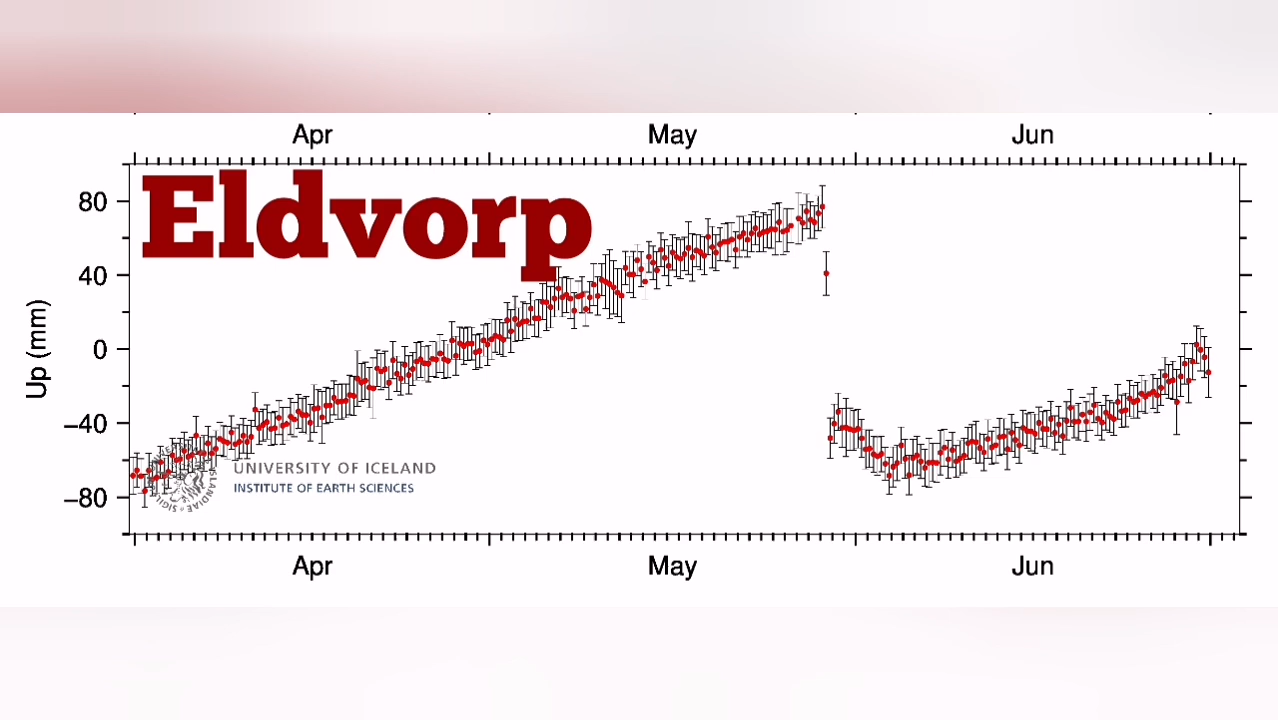 Apr May Jun
Eldvorp
80
40
0
−40
−80
Up (mm)
UNIVERSITY OF ICELAND
INSTITUTE OF EARTH SCIENCES
Apr May Jun